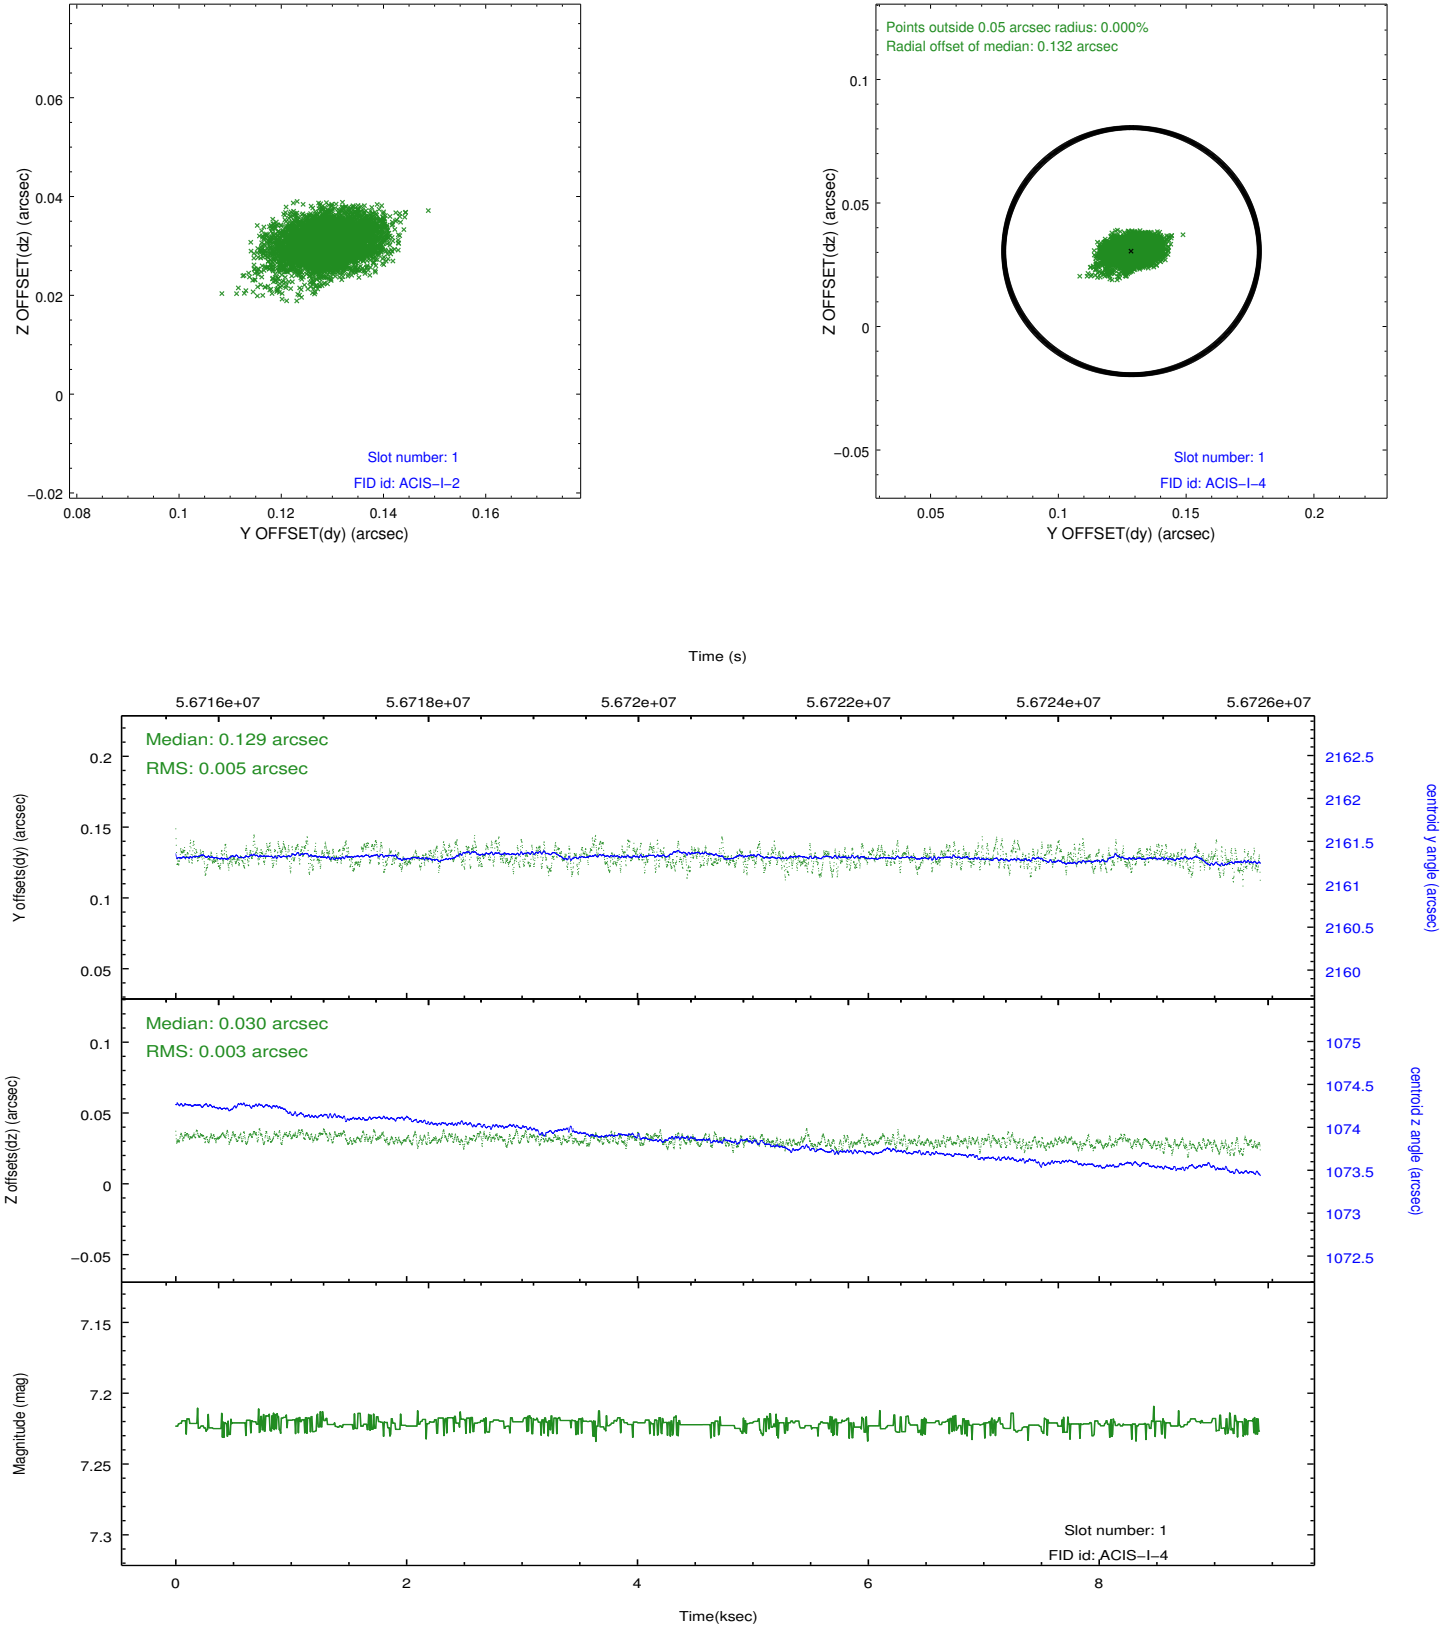 0.06
0.04
0.02
0
−0.02
Z OFFSET(dz) (arcsec)
0.08
0.1
0.12
0.14
0.16
Y OFFSET(dy) (arcsec)
Slot number: 1
FID id: ACIS−I−2
Points outside 0.05 arcsec radius: 0.000%
Radial offset of median: 0.132 arcsec
0.1
0.05
0
−0.05
Z OFFSET(dz) (arcsec)
0.05
0.1
0.15
0.2
Y OFFSET(dy) (arcsec)
Slot number: 1
FID id: ACIS−I−4
Time (s)
5.6716e+07
5.6718e+07
5.672e+07
5.6722e+07
5.6724e+07
5.6726e+07
Median: 0.129 arcsec
RMS: 0.005 arcsec
0.2
0.15
0.1
0.05
Y offsets(dy) (arcsec)
2162.5
2162
2161.5
2161
2160.5
2160
centroid y angle (arcsec)
Median: 0.030 arcsec
RMS: 0.003 arcsec
0.1
0.05
0
−0.05
Z offsets(dz) (arcsec)
1075
1074.5
1074
1073.5
1073
1072.5
centroid z angle (arcsec)
7.15
7.2
7.25
7.3
Magnitude (mag)
Slot number: 1
FID id: ACIS−I−4
0
2
4
6
8
Time(ksec)